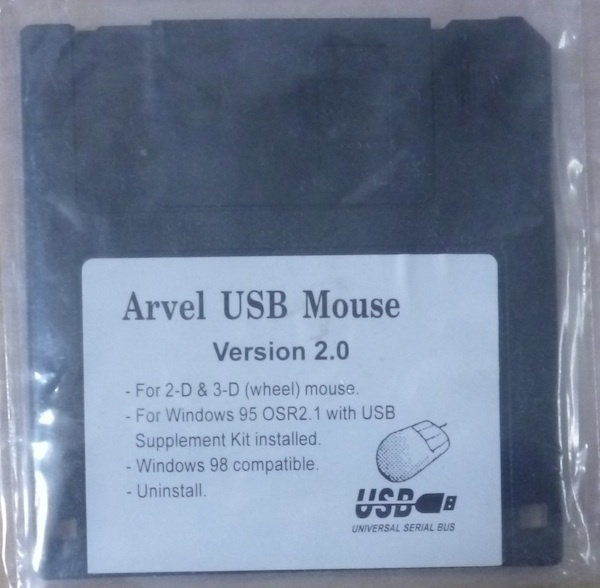 Arvel USB Mouse
Version 2.0
- For 2-D & 3-D (wheel) mouse.
- For Windows 95 OSR2.1 with USB
Supplement Kit installed.
- Windows 98 compatible.
- Uninstall.
USB
UNIVERSAL SERIAL BUS